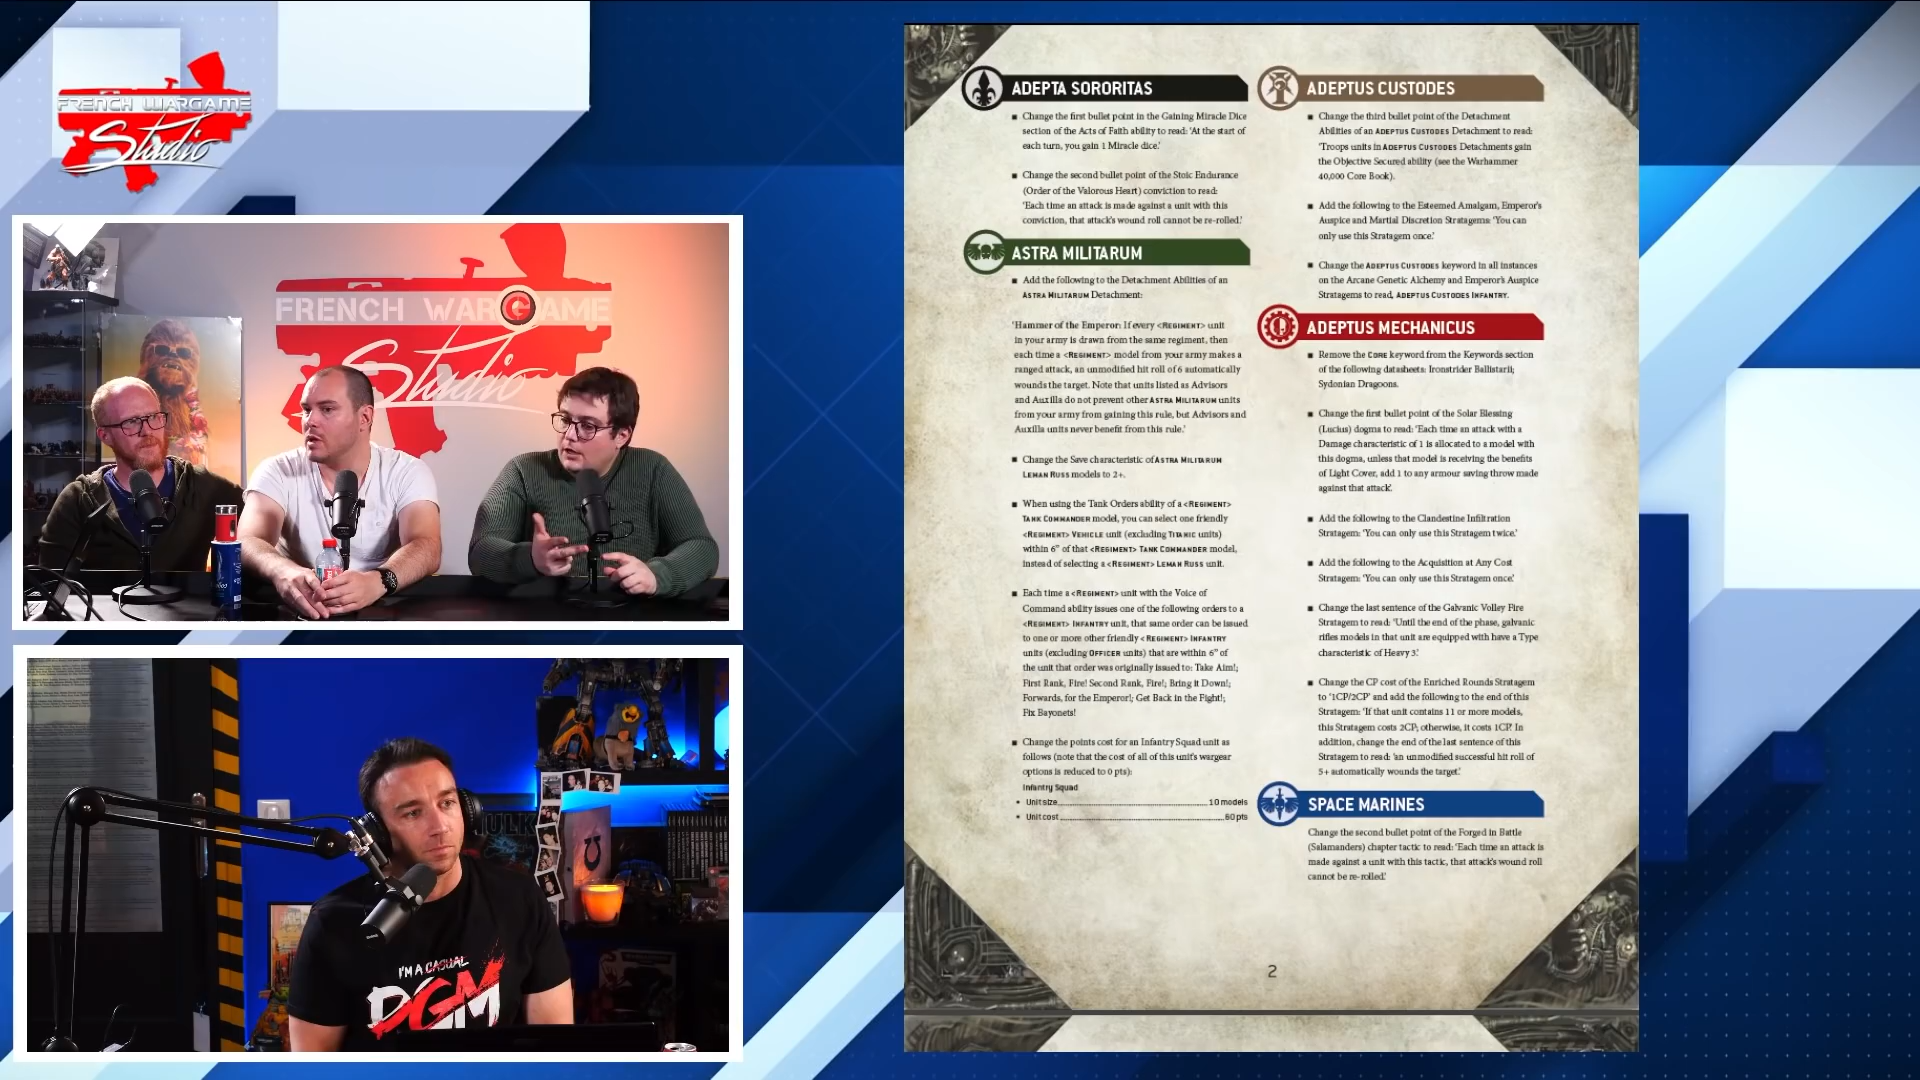 FRENCH WARGAME
Studio
FRENCH WARGAME
Studio
I'M A CASUAL
PGM
ADEPTA SORORITAS
▪ Change the first bullet point in the Gaining Miracle Dice
section of the Acts of Faith ability to read: 'At the start of
each turn, you gain 1 Miracle dice.'
▪ Change the second bullet point of the Stoic Endurance
(Order of the Valorous Heart) conviction to read:
'Each time an attack is made against a unit with this
conviction, that attack's wound roll cannot be re-rolled.'
ASTRA MILITARUM
▪ Add the following to the Detachment Abilities of an
ASTRA MILITARUM Detachment:
'Hammer of the Emperor: If every <REGIMENT> unit
in your army is drawn from the same regiment, then
each time a <REGIMENT> model from your army makes a
ranged attack, an unmodified hit roll of 6 automatically
wounds the target. Note that units listed as Advisors
and Auxilla do not prevent other ASTRA MILITARUM units
from your army from gaining this rule, but Advisors and
Auxilla units never benefit from this rule.'
▪ Change the Save characteristic of ASTRA MILITARUM
LEMAN RUSS models to 2+.
▪ When using the Tank Orders ability of a <REGIMENT>
TANK COMMANDER model, you can select one friendly
<REGIMENT> VEHICLE unit (excluding TITANIC units)
within 6" of that <REGIMENT> TANK COMMANDER model,
instead of selecting a <REGIMENT> LEMAN RUSS unit.
▪ Each time a <REGIMENT> unit with the Voice of
Command ability issues one of the following orders to a
<REGIMENT> INFANTRY unit, that same order can be issued
to one or more other friendly <REGIMENT> INFANTRY
units (excluding OFFICER units) that are within 6" of
the unit that order was originally issued to: Take Aim!;
First Rank, Fire! Second Rank, Fire!; Bring it Down!;
Forwards, for the Emperor!; Get Back in the Fight!;
Fix Bayonets!
▪ Change the points cost for an Infantry Squad unit as
follows (note that the cost of all of this unit's wargear
options is reduced to 0 pts):
Infantry Squad
• Unit size 10 models
• Unit cost 60 pts
ADEPTUS CUSTODES
▪ Change the third bullet point of the Detachment
Abilities of an ADEPTUS CUSTODES Detachment to read:
'Troops units in ADEPTUS CUSTODES Detachments gain
the Objective Secured ability (see the Warhammer
40,000 Core Book).
▪ Add the following to the Esteemed Amalgam, Emperor's
Auspice and Martial Discretion Stratagems: 'You can
only use this Stratagem once.'
▪ Change the ADEPTUS CUSTODES keyword in all instances
on the Arcane Genetic Alchemy and Emperor's Auspice
Stratagems to read, ADEPTUS CUSTODES INFANTRY.
ADEPTUS MECHANICUS
▪ Remove the CORE keyword from the Keywords section
of the following datasheets: Ironstrider Ballistarii;
Sydonian Dragoons.
▪ Change the first bullet point of the Solar Blessing
(Lucius) dogma to read: 'Each time an attack with a
Damage characteristic of 1 is allocated to a model with
this dogma, unless that model is receiving the benefits
of Light Cover, add 1 to any armour saving throw made
against that attack'.
▪ Add the following to the Clandestine Infiltration
Stratagem: 'You can only use this Stratagem twice.'
▪ Add the following to the Acquisition at Any Cost
Stratagem: 'You can only use this Stratagem once.'
▪ Change the last sentence of the Galvanic Volley Fire
Stratagem to read: 'Until the end of the phase, galvanic
rifles models in that unit are equipped with have a Type
characteristic of Heavy 3.'
▪ Change the CP cost of the Enriched Rounds Stratagem
to '1CP/2CP' and add the following to the end of this
Stratagem: 'If that unit contains 11 or more models,
this Stratagem costs 2CP; otherwise, it costs 1CP.' In
addition, change the end of the last sentence of this
Stratagem to read: 'an unmodified successful hit roll of
5+ automatically wounds the target.'
SPACE MARINES
Change the second bullet point of the Forged in Battle
(Salamanders) chapter tactic to read: 'Each time an attack is
made against a unit with this tactic, that attack's wound roll
cannot be re-rolled.'
2